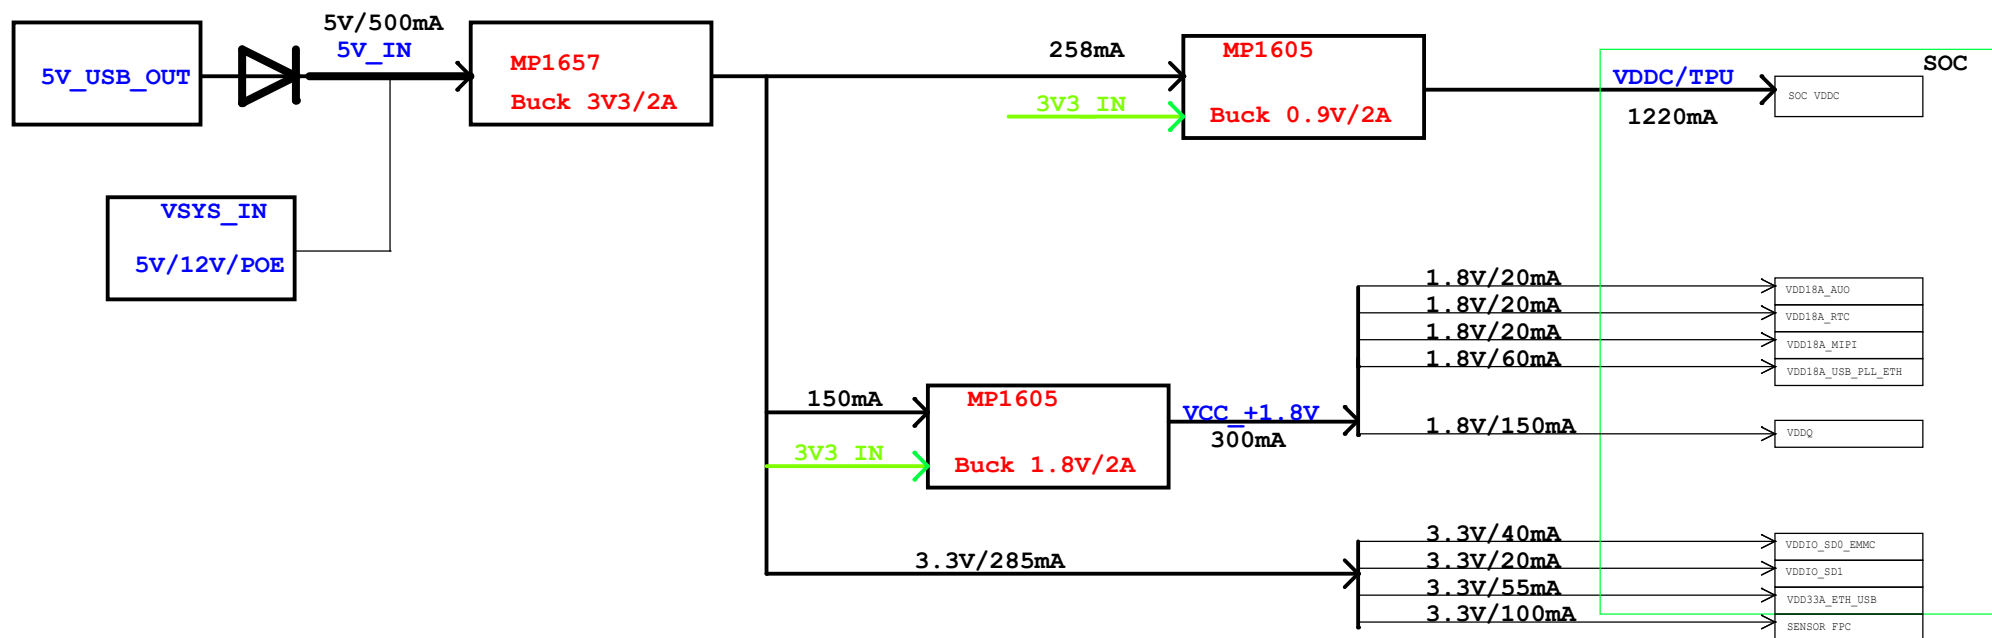 5V_USB_OUT
5V/500mA
5V_IN
MP1657
Buck 3V3/2A
VSYS_IN
5V/12V/POE
258mA
3V3 IN
MP1605
Buck 0.9V/2A
VDDC/TPU
1220mA
SOC
SOC VDDC
150mA
3V3 IN
MP1605
Buck 1.8V/2A
VCC_+1.8V
300mA
1.8V/20mA
VDD18A_AUO
1.8V/20mA
VDD18A_RTC
1.8V/20mA
VDD18A_MIPI
1.8V/60mA
VDD18A_USB_PLL_ETH
1.8V/150mA
VDDQ
3.3V/285mA
3.3V/40mA
VDDIO_SD0_EMMC
3.3V/20mA
VDDIO_SD1
3.3V/55mA
VDD33A_ETH_USB
3.3V/100mA
SENSOR FPC